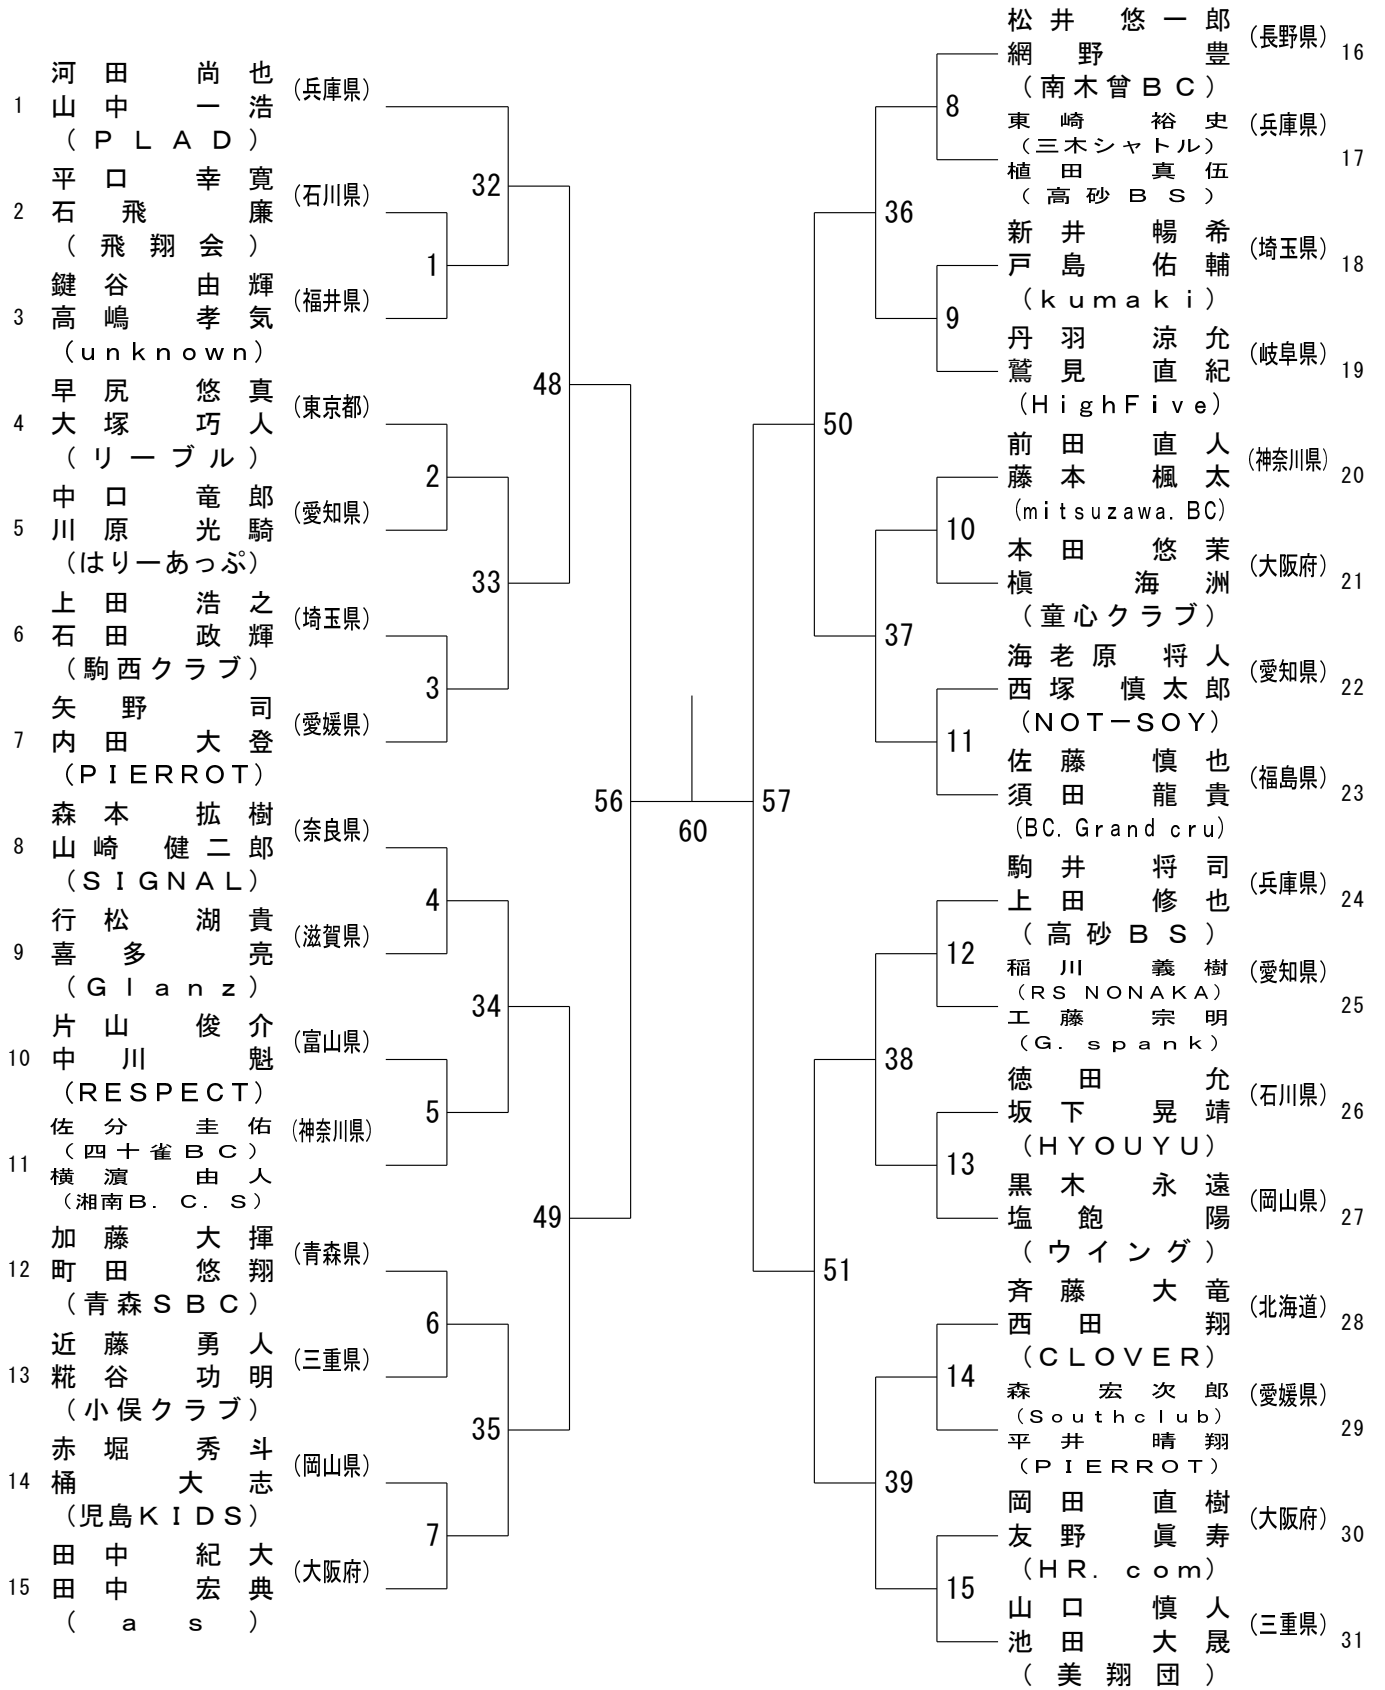 河田 尚也
(兵庫県)
1 山中 一浩
(PLAD)
平口 幸寛
(石川県)
2 石飛 廉
(飛翔会)
鍵谷 由輝
(福井県)
3 高嶋 孝気
(unknown)
早尻 悠真
(東京都)
4 大塚 巧人
(リーブル)
中口 竜郎
(愛知県)
5 川原 光騎
(はりーあっぷ)
上田 浩之
(埼玉県)
6 石田 政輝
(駒西クラブ)
矢野 司
(愛媛県)
7 内田 大登
(PIERROT)
森本 拡樹
(奈良県)
8 山崎 健二郎
(SIGNAL)
行松 湖貴
(滋賀県)
9 喜多 亮
(Glanz)
片山 俊介
(富山県)
10 中川 魁
(RESPECT)
佐分 圭佑
(神奈川県)
(四十雀BC)
11 横濵 由人
(湘南B.C.S)
加藤 大揮
(青森県)
12 町田 悠翔
(青森SBC)
近藤 勇人
(三重県)
13 糀谷 功明
(小俣クラブ)
赤堀 秀斗
(岡山県)
14 桶 大志
(児島KIDS)
田中 紀大
(大阪府)
15 田中 宏典
(as)
32
1
48
2
33
3
56
4
34
5
49
6
35
7
60
57
8
36
9
50
10
37
11
12
38
13
51
14
39
15
松井 悠一郎
(長野県)
網野 豊 16
(南木曾BC)
東崎 裕史
(兵庫県)
(三木シャトル)
17
植田 真伍
(高砂BS)
新井 暢希
(埼玉県)
戸島 佑輔 18
(kumaki)
丹羽 涼允
(岐阜県)
鷲見 直紀 19
(HighFive)
前田 直人
(神奈川県)
藤本 楓太 20
(mitsuzawa.BC)
本田 悠茉
(大阪府)
槇 海洲 21
(童心クラブ)
海老原 将人
(愛知県)
西塚 慎太郎 22
(NOT-SOY)
佐藤 慎也
(福島県)
須田 龍貴 23
(BC.Grand cru)
駒井 将司
(兵庫県)
上田 修也 24
(高砂BS)
稲川 義樹
(愛知県)
(RS NONAKA)
25
工藤 宗明
(G.spank)
徳田 允
(石川県)
坂下 晃靖 26
(HYOUYU)
黒木 永遠
(岡山県)
塩飽 陽 27
(ウイング)
斉藤 大竜
(北海道)
西田 翔 28
(CLOVER)
森 宏次郎
(愛媛県)
(Southclub)
29
平井 晴翔
(PIERROT)
岡田 直樹
(大阪府)
友野 眞寿 30
(HR.com)
山口 慎人
(三重県)
池田 大晟 31
(美翔団)